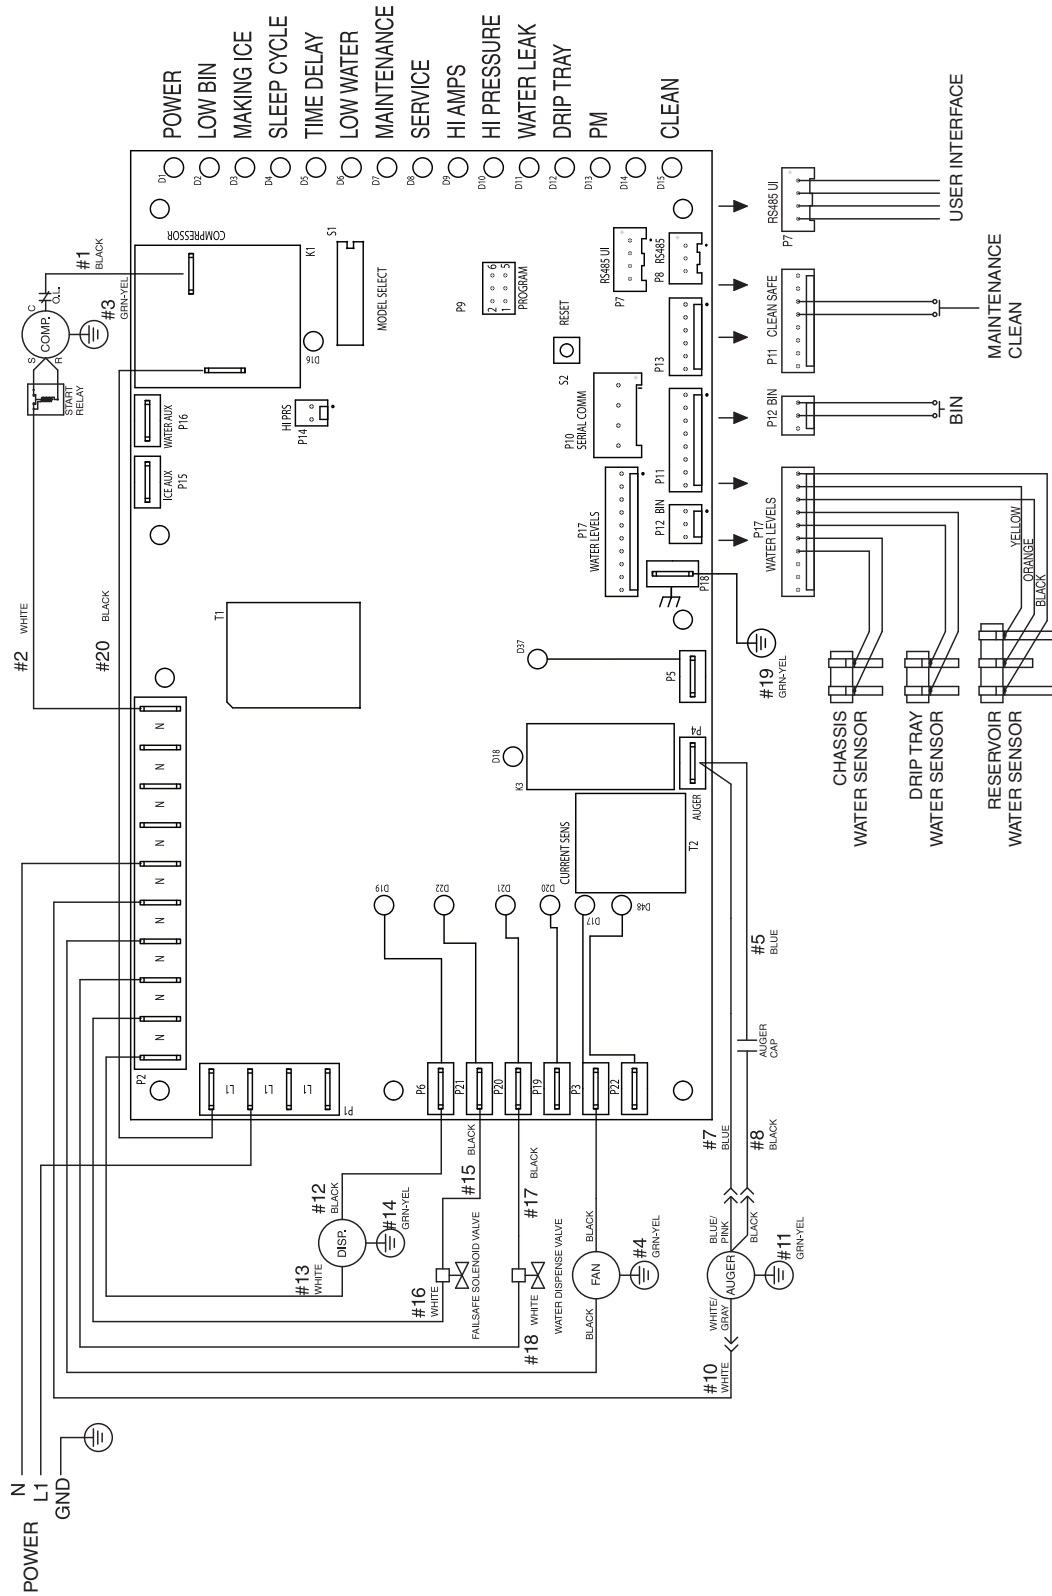 POWER
N
L1
GND
#1
BLACK
#3
GRN-YEL
C
O.L.
COMP.
S
R
START
RELAY
#2
WHITE
#20
BLACK
POWER
LOW BIN
MAKING ICE
SLEEP CYCLE
TIME DELAY
LOW WATER
MAINTENANCE
SERVICE
HI AMPS
HI PRESSURE
WATER LEAK
DRIP TRAY
PM
CLEAN
D1
D2
D3
D4
D5
D6
D7
D8
D9
D10
D11
D12
D13
D14
D15
COMPRESSOR
K1
D16
S1
MODEL SELECT
WATER AUX
P16
ICE AUX
P15
HI PRS
P14
P9
2 6
1 5
PROGRAM
RESET
S2
RS485 UI
P7
P8 RS485
P13
P10
SERIAL COMM
P11
P12 BIN
P17
WATER LEVELS
P18
T1
D37
P5
D18
K3
P4
AUGER
CURRENT SENS
T2
D19
D22
D21
D20
D17
D48
N
N
N
N
N
N
N
N
N
P2
L1
L1
L1
P1
P6
P21
P20
P19
P3
P22
RS485 UI
P7
USER INTERFACE
P11 CLEAN SAFE
MAINTENANCE
CLEAN
P12 BIN
BIN
P17
WATER LEVELS
YELLOW
ORANGE
BLACK
CHASSIS
WATER SENSOR
DRIP TRAY
WATER SENSOR
RESERVOIR
WATER SENSOR
#19
GRN-YEL
#5
BLUE
AUGER
CAP
#7
BLUE
#8
BLACK
#12
BLACK
DISP.
#14
GRN-YEL
#13
WHITE
#15
BLACK
#16
WHITE
FAILSAFE SOLENOID VALVE
#17
BLACK
#18
WHITE
WATER DISPENSE VALVE
BLACK
FAN
BLACK
#4
GRN-YEL
BLUE/
PINK
BLACK
AUGER
#11
GRN-YEL
WHITE/
GRAY
#10
WHITE